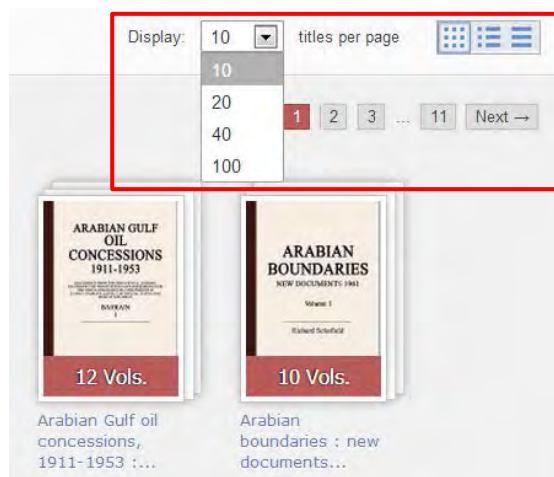 Display: 10 titles per page
10
20
40
100
1 2 3 ... 11 Next →
ARABIAN GULF
OIL
CONCESSIONS
1911-1953
BAHRAIN
1
12 Vols.
ARABIAN
BOUNDARIES
NEW DOCUMENTS 1961
Volume 1
Richard Schofield
10 Vols.
Arabian Gulf oil
concessions,
1911-1953 :...
Arabian
boundaries : new
documents...